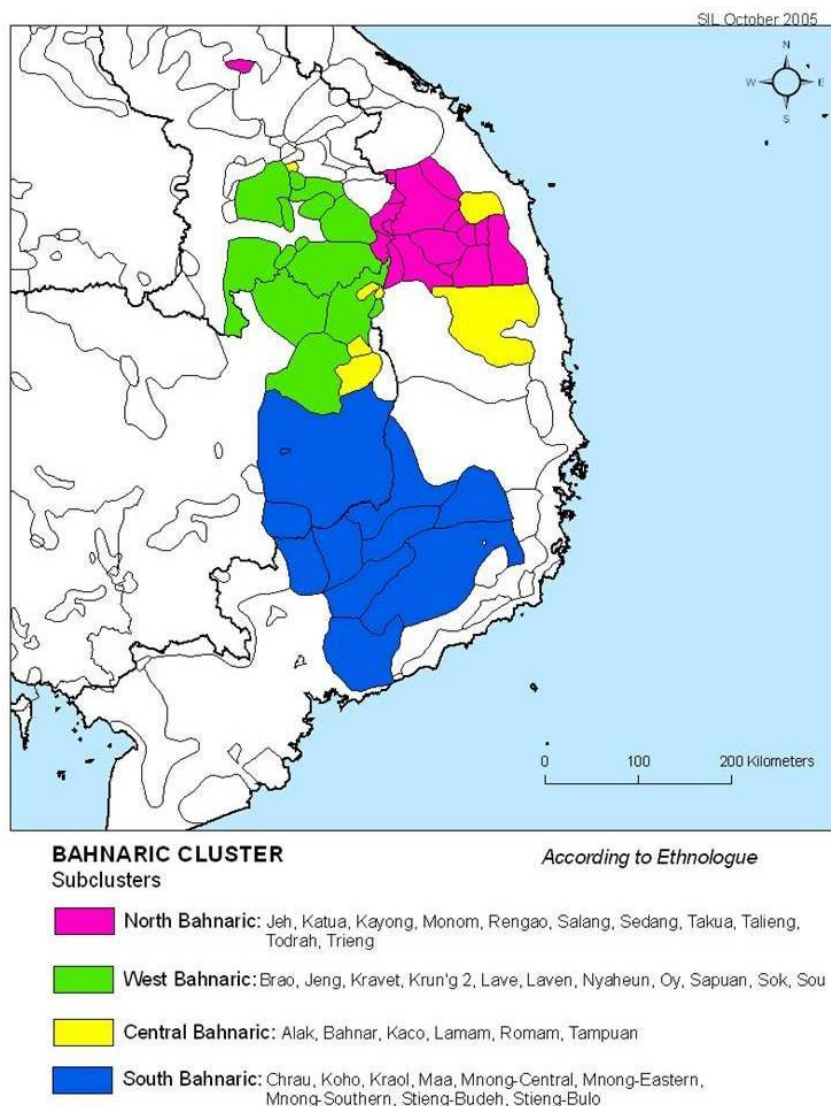 SIL October 2005
N
W E
S
0 100 200 Kilometers
BAHNARIC CLUSTER According to Ethnologue
Subclusters
North Bahnaric: Jeh, Katua, Kayong, Monom, Rengao, Salang, Sedang, Takua, Talieng,
Todrah, Trieng
West Bahnaric: Brao, Jeng, Kravet, Krun'g 2, Lave, Laven, Nyaheun, Oy, Sapuan, Sok, Sou
Central Bahnaric: Alak, Bahnar, Kaco, Lamam, Romam, Tampuan
South Bahnaric: Chrau, Koho, Kraol, Maa, Mnong-Central, Mnong-Eastern,
Mnong-Southern, Stieng-Budeh, Stieng-Bulo